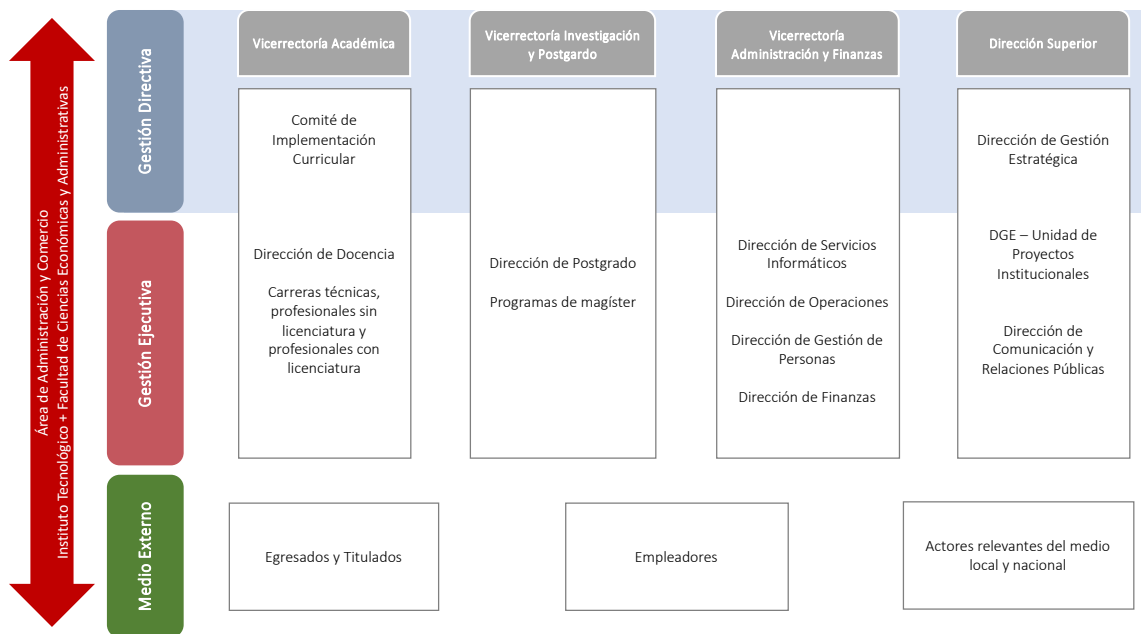 Área de Administración y Comercio
Instituto Tecnológico + Facultad de Ciencias Económicas y Administrativas
Gestión Directiva
Gestión Ejecutiva
Medio Externo
Vicerrectoría Académica
Comité de
Implementación
Curricular
Dirección de Docencia
Carreras técnicas,
profesionales sin
licenciatura y
profesionales con
licenciatura
Vicerrectoría Investigación
y Postgardo
Dirección de Postgrado
Programas de magíster
Vicerrectoría
Administración y Finanzas
Dirección de Servicios
Informáticos
Dirección de Operaciones
Dirección de Gestión de
Personas
Dirección de Finanzas
Dirección Superior
Dirección de Gestión
Estratégica
DGE – Unidad de
Proyectos
Institucionales
Dirección de
Comunicación y
Relaciones Públicas
Egresados y Titulados
Empleadores
Actores relevantes del medio
local y nacional